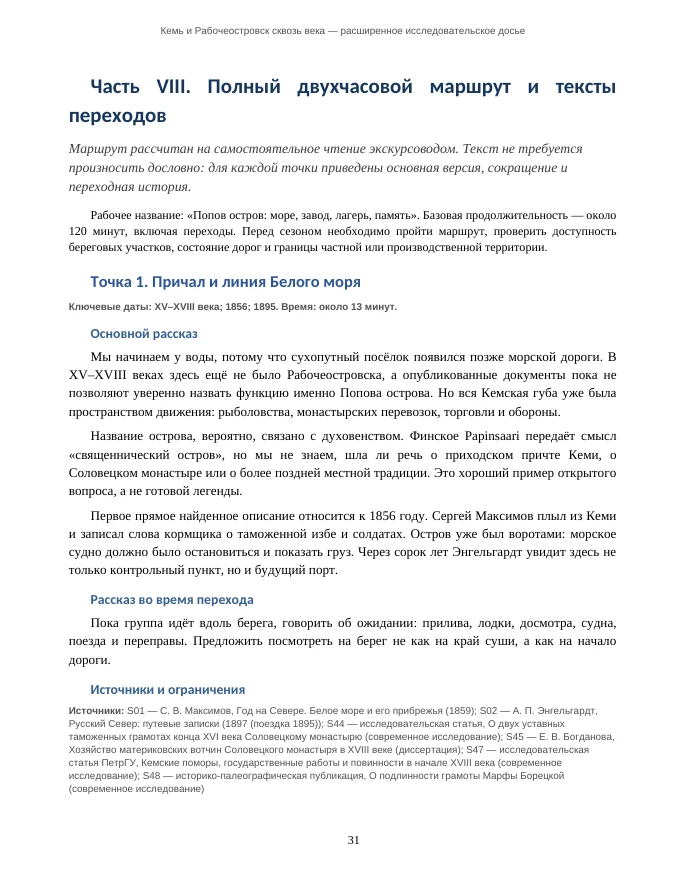 Кемь и Рабочеостровск сквозь века — расширенное исследовательское досье
Часть VIII. Полный двухчасовой маршрут и тексты
переходов
Маршрут рассчитан на самостоятельное чтение экскурсоводом. Текст не требуется
произносить дословно: для каждой точки приведены основная версия, сокращение и
переходная история.
Рабочее название: «Попов остров: море, завод, лагерь, память». Базовая продолжительность — около
120 минут, включая переходы. Перед сезоном необходимо пройти маршрут, проверить доступность
береговых участков, состояние дорог и границы частной или производственной территории.
Точка 1. Причал и линия Белого моря
Ключевые даты: XV–XVIII века; 1856; 1895. Время: около 13 минут.
Основной рассказ
Мы начинаем у воды, потому что сухопутный посёлок появился позже морской дороги. В
XV–XVIII веках здесь ещё не было Рабочеостровска, а опубликованные документы пока не
позволяют уверенно назвать функцию именно Попова острова. Но вся Кемская губа уже была
пространством движения: рыболовства, монастырских перевозок, торговли и обороны.
Название острова, вероятно, связано с духовенством. Финское Papinsaari передаёт смысл
«священнический остров», но мы не знаем, шла ли речь о приходском причте Кеми, о
Соловецком монастыре или о более поздней местной традиции. Это хороший пример открытого
вопроса, а не готовой легенды.
Первое прямое найденное описание относится к 1856 году. Сергей Максимов плыл из Кеми
и записал слова кормщика о таможенной избе и солдатах. Остров уже был воротами: морское
судно должно было остановиться и показать груз. Через сорок лет Энгельгардт увидит здесь не
только контрольный пункт, но и будущий порт.
Рассказ во время перехода
Пока группа идёт вдоль берега, говорить об ожидании: прилива, лодки, досмотра, судна,
поезда и переправы. Предложить посмотреть на берег не как на край суши, а как на начало
дороги.
Источники и ограничения
Источники: S01 — С. В. Максимов, Год на Севере. Белое море и его прибрежья (1859); S02 — А. П. Энгельгардт,
Русский Север: путевые записки (1897 (поездка 1895)); S44 — исследовательская статья, О двух уставных
таможенных грамотах конца XVI века Соловецкому монастырю (современное исследование); S45 — Е. В. Богданова,
Хозяйство материковых вотчин Соловецкого монастыря в XVIII веке (диссертация); S47 — исследовательская
статья ПетрГУ, Кемские поморы, государственные работы и повинности в начале XVIII века (современное
исследование); S48 — историко-палеографическая публикация, О подлинности грамоты Марфы Борецкой
(современное исследование)
31